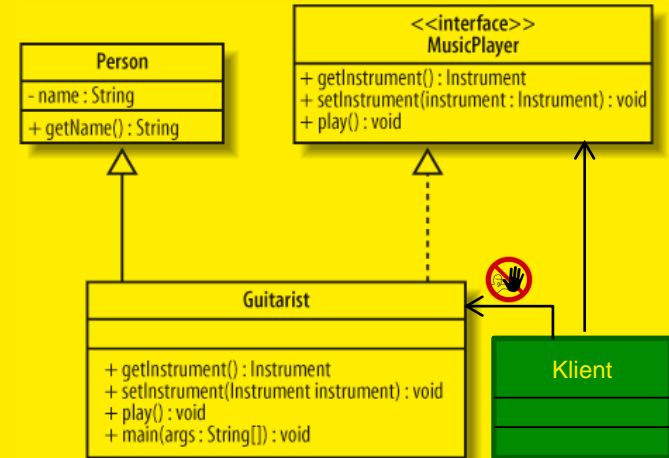 Person
- name : String
+ getName() : String
<<interface>>
MusicPlayer
+ getInstrument() : Instrument
+ setInstrument(instrument : Instrument) : void
+ play() : void
Guitarist
+ getInstrument() : Instrument
+ setInstrument(Instrument instrument) : void
+ play() : void
+ main(args : String[]) : void
Klient